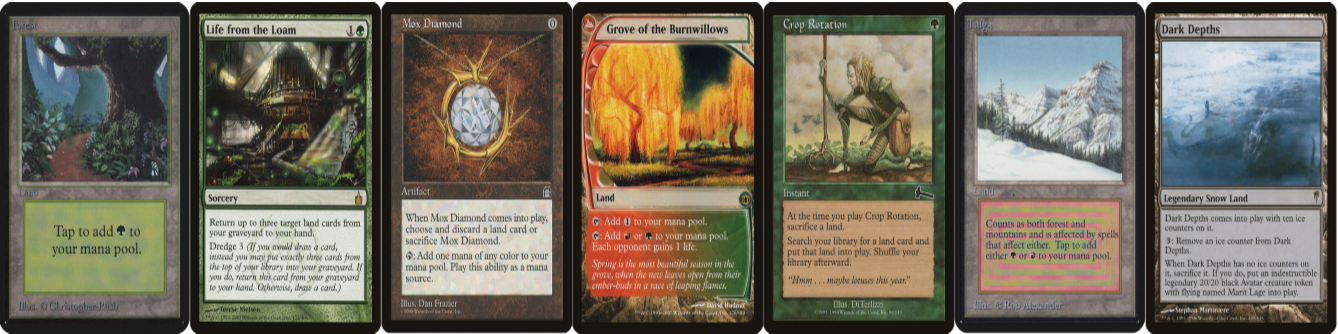 Forest
Land
Tap to add to
your mana pool.
Illus. © Christopher Rush
Life from the Loam
1
Sorcery
Return up to three target land cards from
your graveyard to your hand.
Dredge 3 (If you would draw a card,
instead you may put exactly three cards from
the top of your library into your graveyard. If
you do, return this card from your graveyard
to your hand. Otherwise, draw a card.)
Terese Nielsen
Mox Diamond
0
Artifact
When Mox Diamond comes into play,
choose and discard a land card or
sacrifice Mox Diamond.
: Add one mana of any color to your
mana pool. Play this ability as a mana
source.
Illus. Dan Frazier
Grove of the Burnwillows
Land
: Add 1 to your mana pool.
: Add or to your mana pool.
Each opponent gains 1 life.
Spring is the most beautiful season in the
grove, when the new leaves open from their
ember-buds in a race of leaping flames.
David Hudnut
Crop Rotation
Instant
At the time you play Crop Rotation,
sacrifice a land.
Search your library for a land card and
put that land into play. Shuffle your
library afterward.
"Hmm . . . maybe lotuses this year."
Illus. DiTerlizzi
Taiga
Land
Counts as both forest and
mountains and is affected by spells
that affect either. Tap to add
either or to your mana pool.
Illus. © Rob Alexander
Dark Depths
Legendary Snow Land
Dark Depths comes into play with ten ice
counters on it.
3: Remove an ice counter from Dark
Depths.
When Dark Depths has no ice counters on
it, sacrifice it. If you do, put an indestructible
legendary 20/20 black Avatar creature token
with flying named Marit Lage into play.
Stephan Martiniere